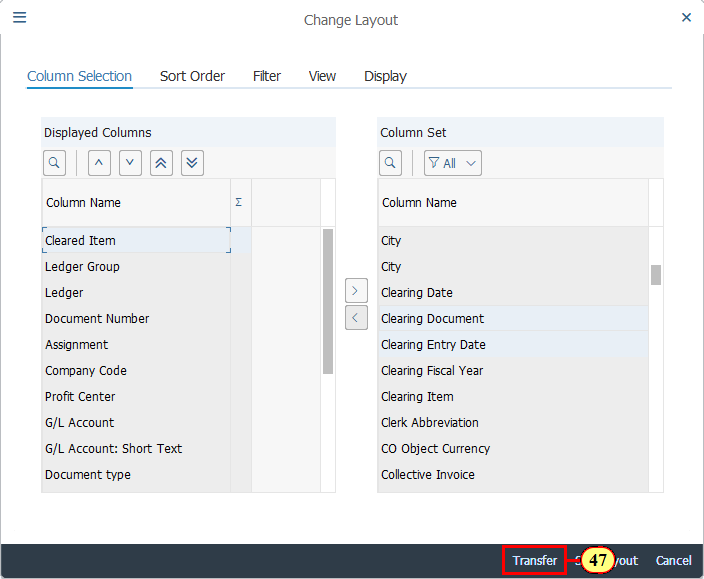 Change Layout
Column Selection Sort Order Filter View Display
Displayed Columns
Column Name Σ
Cleared Item
Ledger Group
Ledger
Document Number
Assignment
Company Code
Profit Center
G/L Account
G/L Account: Short Text
Document type
Column Set
All
Column Name
City
City
Clearing Date
Clearing Document
Clearing Entry Date
Clearing Fiscal Year
Clearing Item
Clerk Abbreviation
CO Object Currency
Collective Invoice
Transfer 47 Cancel